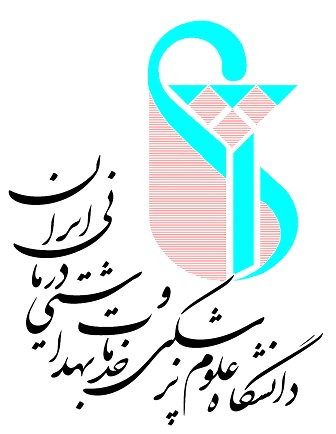 دانشگاه علوم پزشکی
و خدمات بهداشتی درمانی ایران